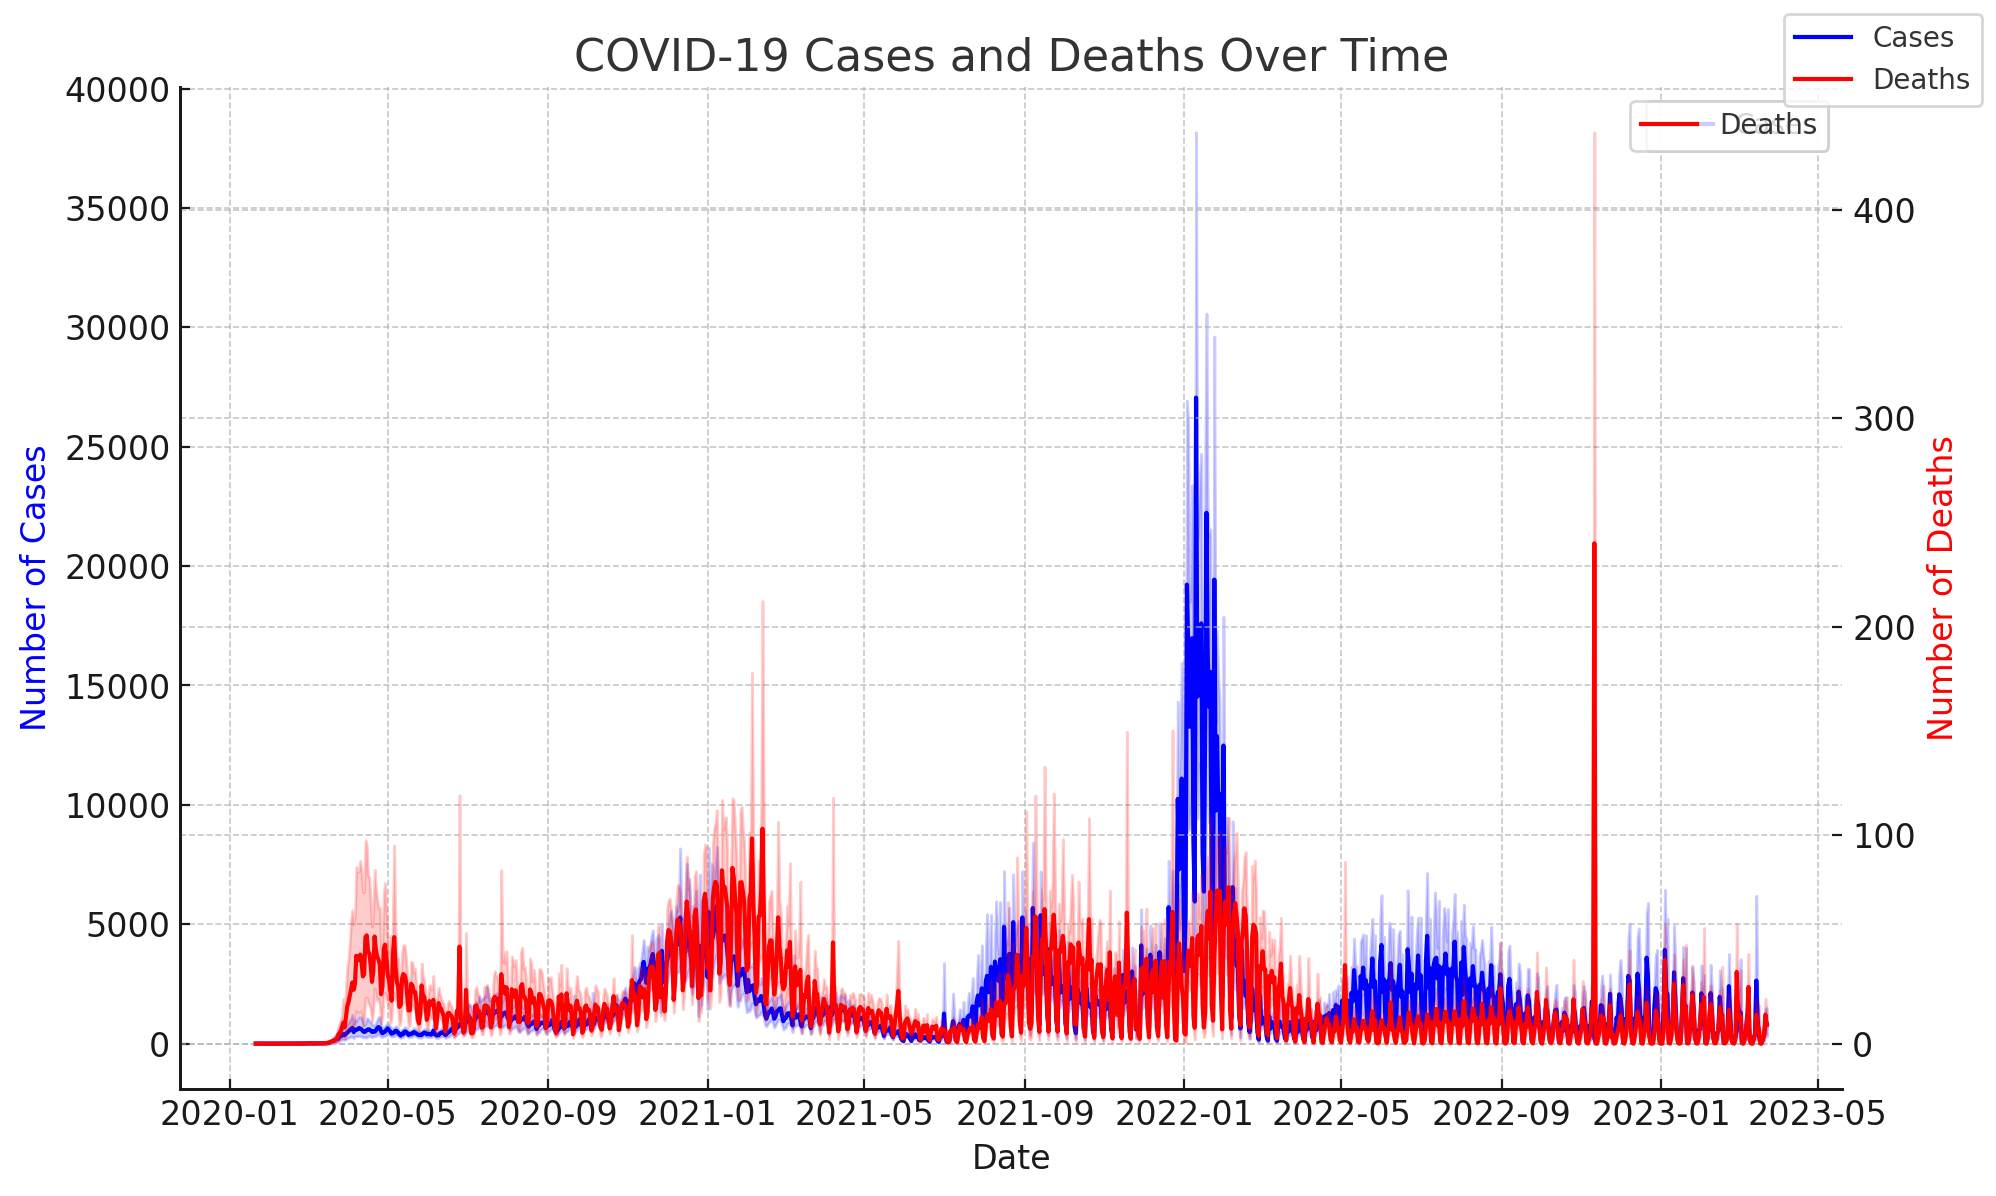 COVID-19 Cases and Deaths Over Time
Cases
Deaths
Deaths
Number of Cases
40000
35000
30000
25000
20000
15000
10000
5000
0
400
300
200
100
0
Number of Deaths
2020-01 2020-05 2020-09 2021-01 2021-05 2021-09 2022-01 2022-05 2022-09 2023-01 2023-05
Date